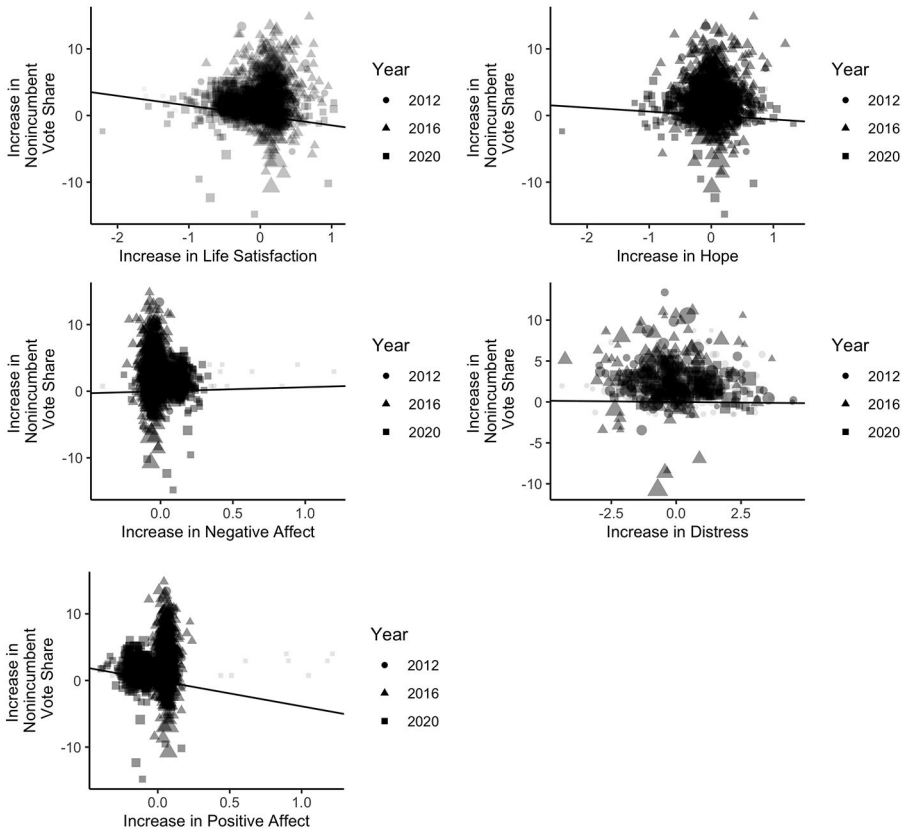 Increase in
Nonincumbent
Vote Share
10
0
-10
-2
-1
0
1
Increase in Life Satisfaction
Year
2012
2016
2020
Increase in
Nonincumbent
Vote Share
10
0
-10
-2
-1
0
1
Increase in Hope
Year
2012
2016
2020
Increase in
Nonincumbent
Vote Share
10
0
-10
0.0
0.5
1.0
Increase in Negative Affect
Year
2012
2016
2020
Increase in
Nonincumbent
Vote Share
10
5
0
-5
-10
-2.5
0.0
2.5
Increase in Distress
Year
2012
2016
2020
Increase in
Nonincumbent
Vote Share
10
0
-10
0.0
0.5
1.0
Increase in Positive Affect
Year
2012
2016
2020